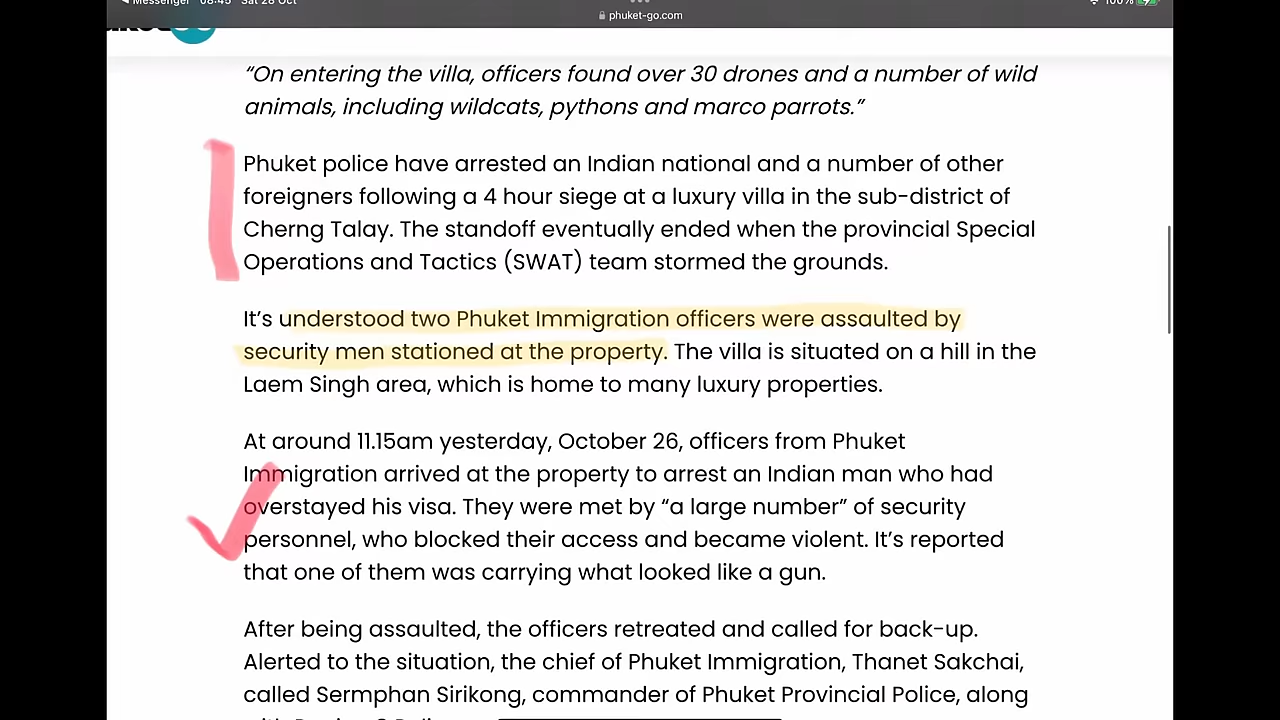 Messenger 08:45 Sat 28 Oct
100%
phuket-go.com
“On entering the villa, officers found over 30 drones and a number of wild
animals, including wildcats, pythons and marco parrots.”
Phuket police have arrested an Indian national and a number of other
foreigners following a 4 hour siege at a luxury villa in the sub-district of
Cherng Talay. The standoff eventually ended when the provincial Special
Operations and Tactics (SWAT) team stormed the grounds.
It’s understood two Phuket Immigration officers were assaulted by
security men stationed at the property. The villa is situated on a hill in the
Laem Singh area, which is home to many luxury properties.
At around 11.15am yesterday, October 26, officers from Phuket
Immigration arrived at the property to arrest an Indian man who had
overstayed his visa. They were met by “a large number” of security
personnel, who blocked their access and became violent. It’s reported
that one of them was carrying what looked like a gun.
After being assaulted, the officers retreated and called for back-up.
Alerted to the situation, the chief of Phuket Immigration, Thanet Sakchai,
called Sermphan Sirikong, commander of Phuket Provincial Police, along